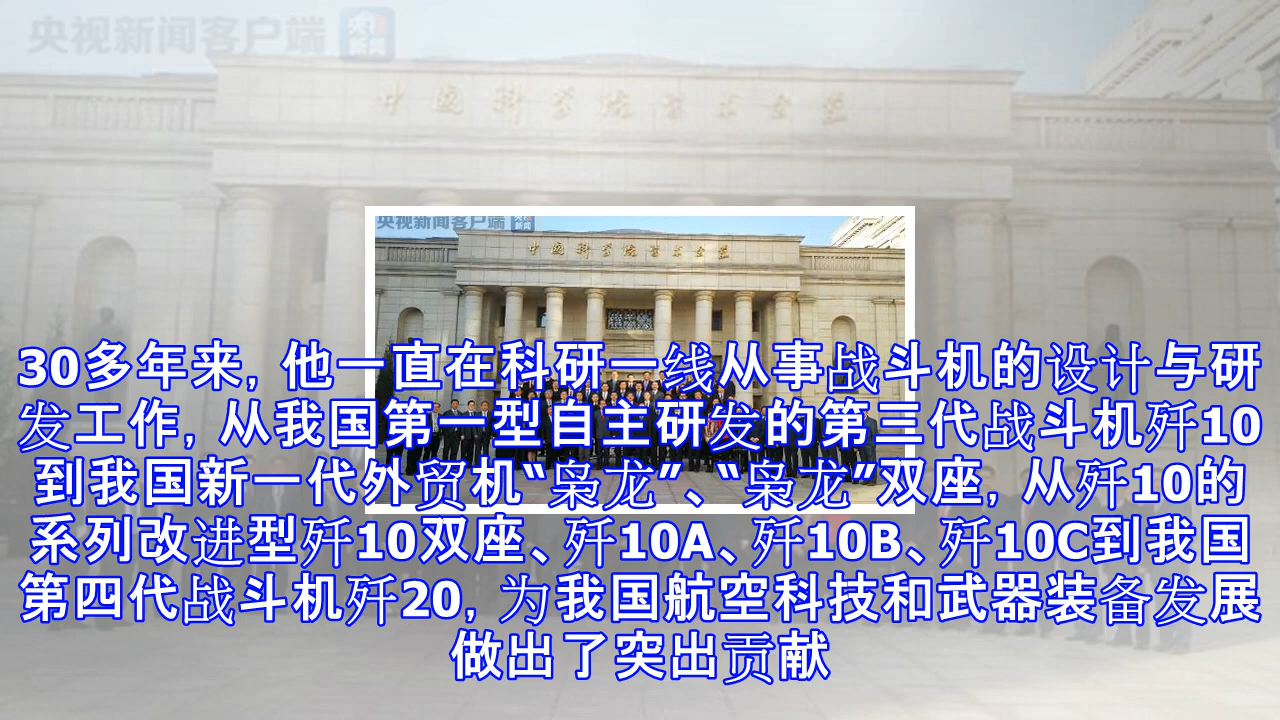 央视新闻客户端 央视新闻
中国科学院学术会堂
央视新闻客户端 央视新闻
中国科学院学术会堂
30多年来, 他一直在科研一线从事战斗机的设计与研
发工作, 从我国第一型自主研发的第三代战斗机歼10
到我国新一代外贸机“枭龙”、“枭龙”双座, 从歼10的
系列改进型歼10双座、歼10A、歼10B、歼10C到我国
第四代战斗机歼20, 为我国航空科技和武器装备发展
做出了突出贡献